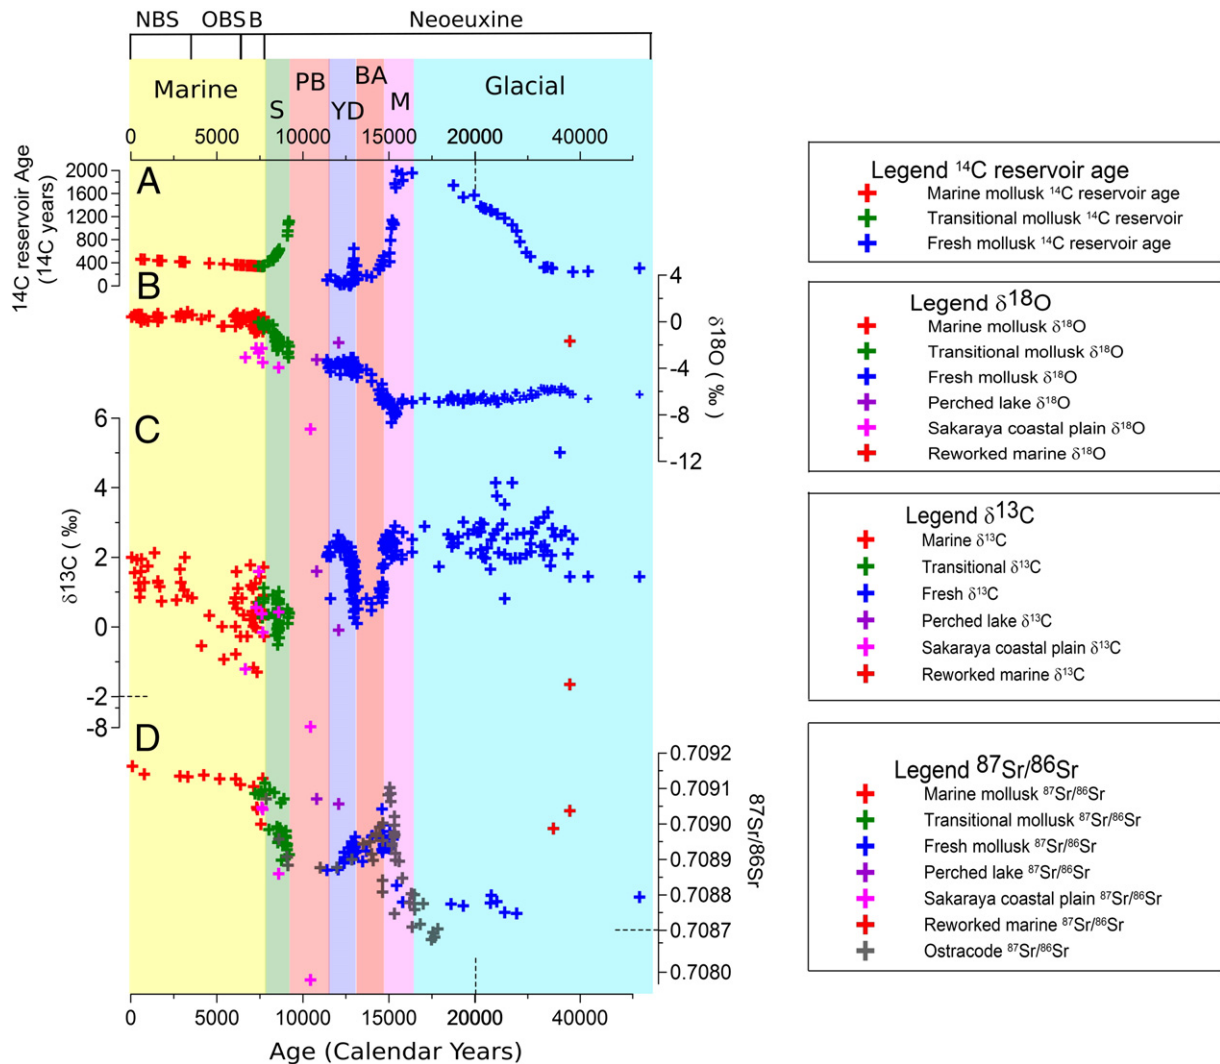 NBS OBS B Neoeuxine
Marine S PB YD BA M Glacial
0 5000 10000 15000 20000 40000
A
14C reservoir Age
(14C years)
2000
1600
1200
800
400
0
B
4
0
-4
-8
-12
δ18O ( ‰)
C
6
4
2
0
-2
-8
δ13C ( ‰)
D
0.7092
0.7091
0.7090
0.7089
0.7088
0.7087
0.7080
87Sr/86Sr
0 5000 10000 15000 20000 40000
Age (Calendar Years)
Legend ¹⁴C reservoir age
Marine mollusk ¹⁴C reservoir age
Transitional mollusk ¹⁴C reservoir
Fresh mollusk ¹⁴C reservoir age
Legend δ¹⁸O
Marine mollusk δ¹⁸O
Transitional mollusk δ¹⁸O
Fresh mollusk δ¹⁸O
Perched lake δ¹⁸O
Sakaraya coastal plain δ¹⁸O
Reworked marine δ¹⁸O
Legend δ¹³C
Marine δ¹³C
Transitional δ¹³C
Fresh δ¹³C
Perched lake δ¹³C
Sakaraya coastal plain δ¹³C
Reworked marine δ¹³C
Legend ⁸⁷Sr/⁸⁶Sr
Marine mollusk ⁸⁷Sr/⁸⁶Sr
Transitional mollusk ⁸⁷Sr/⁸⁶Sr
Fresh mollusk ⁸⁷Sr/⁸⁶Sr
Perched lake ⁸⁷Sr/⁸⁶Sr
Sakaraya coastal plain ⁸⁷Sr/⁸⁶Sr
Reworked marine ⁸⁷Sr/⁸⁶Sr
Ostracode ⁸⁷Sr/⁸⁶Sr